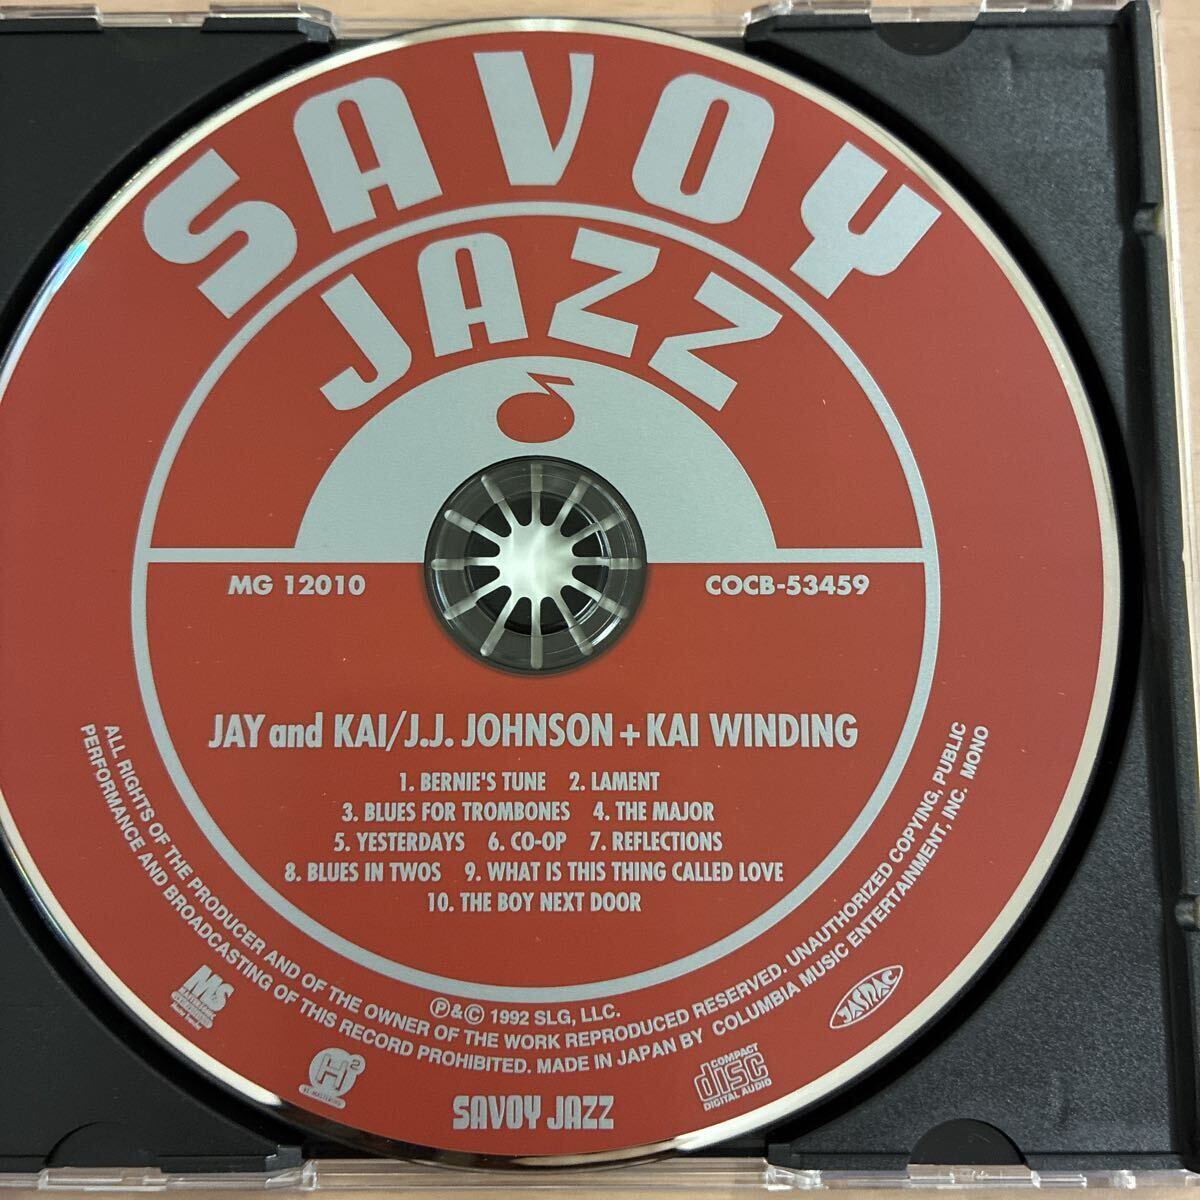 SAVOY
JAZZ
MG 12010
COCB-53459
JAY and KAI/J.J. JOHNSON + KAI WINDING
1. BERNIE'S TUNE 2. LAMENT
3. BLUES FOR TROMBONES 4. THE MAJOR
5. YESTERDAYS 6. CO-OP 7. REFLECTIONS
8. BLUES IN TWOS 9. WHAT IS THIS THING CALLED LOVE
10. THE BOY NEXT DOOR
ALL RIGHTS OF THE PRODUCER AND OF THE OWNER OF THE WORK REPRODUCED RESERVED. UNAUTHORIZED COPYING, PUBLIC
PERFORMANCE AND BROADCASTING OF THIS RECORD PROHIBITED. MADE IN JAPAN BY COLUMBIA MUSIC ENTERTAINMENT, INC. MONO
Ⓟ&© 1992 SLG, LLC.
M&S
JASRAC
H2
COMPACT
disc
DIGITAL AUDIO
SAVOY JAZZ